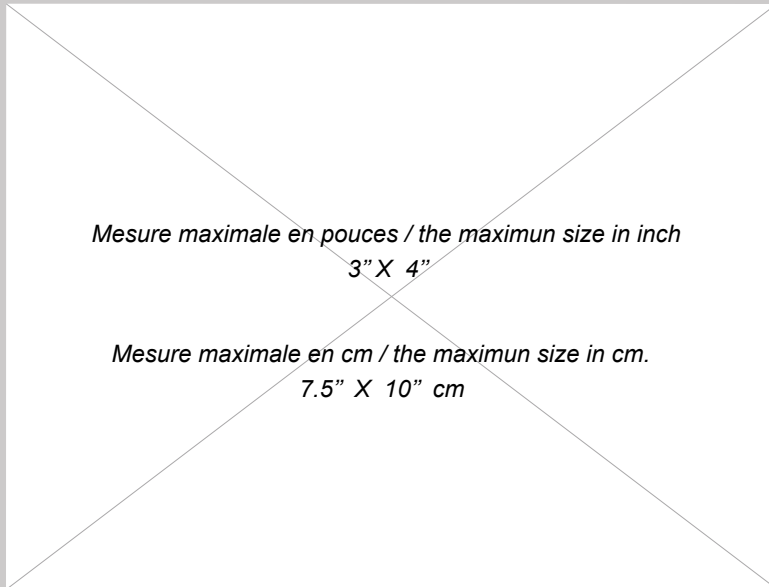 Mesure maximale en pouces / the maximun size in inch
3” X 4”
Mesure maximale en cm / the maximun size in cm.
7.5” X 10” cm